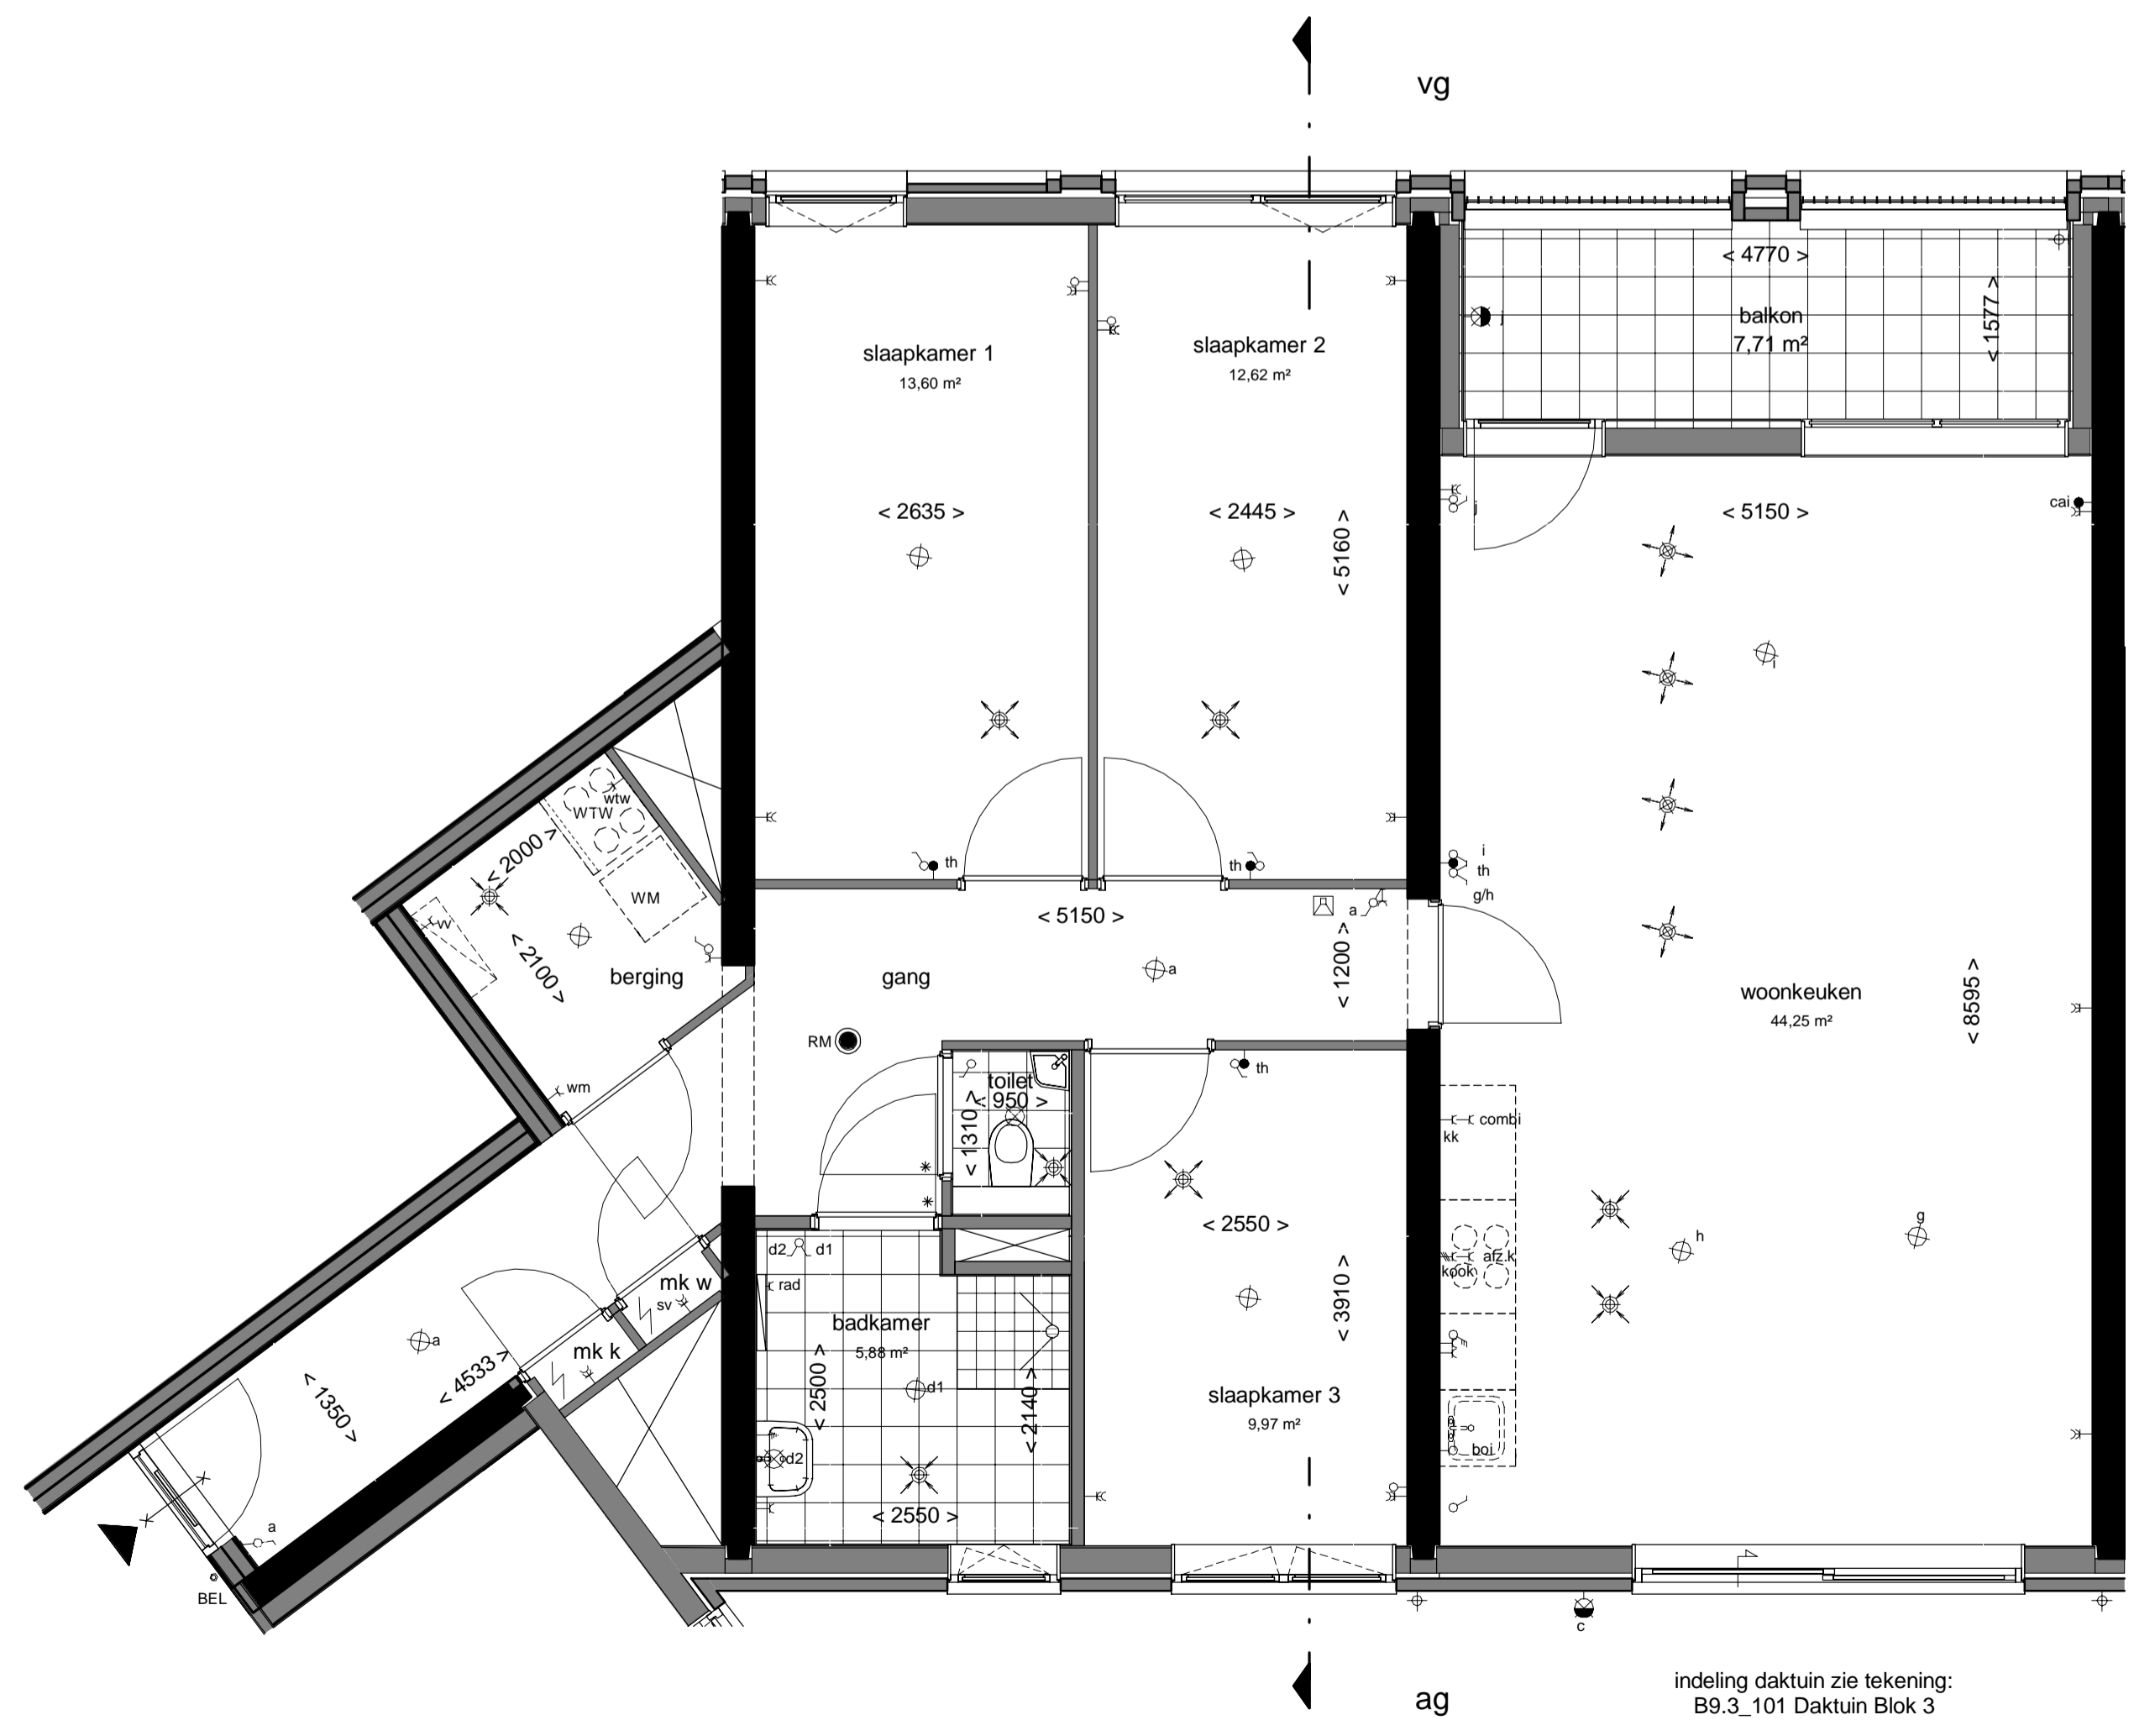 vg
< 4770 >
balkon
7,71 m²
< 1577 >
j
slaapkamer 1
13,60 m²
slaapkamer 2
12,62 m²
< 2635 >
< 2445 >
< 5160 >
< 5150 >
cai
j
i
wtw
WTW
< 2000 >
WM
< 2100 >
berging
wm
th
th
i
th
g/h
< 5150 >
a
gang
a
< 1200 >
woonkeuken
44,25 m²
< 8595 >
RM
toilet
< 950 >
< 1310 >
th
combi
kk
< 2550 >
g
h
afz.k
kook
d2
d1
rad
mk w
sv
mk k
badkamer
5,88 m²
< 3910 >
a
< 4533 >
< 1350 >
< 2500 >
d1
< 2140 >
slaapkamer 3
9,97 m²
d2
boi
< 2550 >
a
BEL
c
indeling daktuin zie tekening:
B9.3_101 Daktuin Blok 3
ag